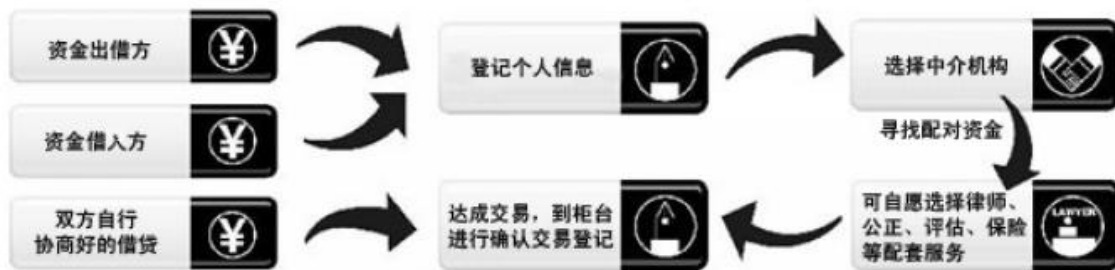 资金出借方
登记个人信息
选择中介机构
寻找配对资金
资金借入方
双方自行
协商好的借贷
达成交易，到柜台
进行确认交易登记
可自愿选择律师、
公正、评估、保险
等配套服务
LAWYER